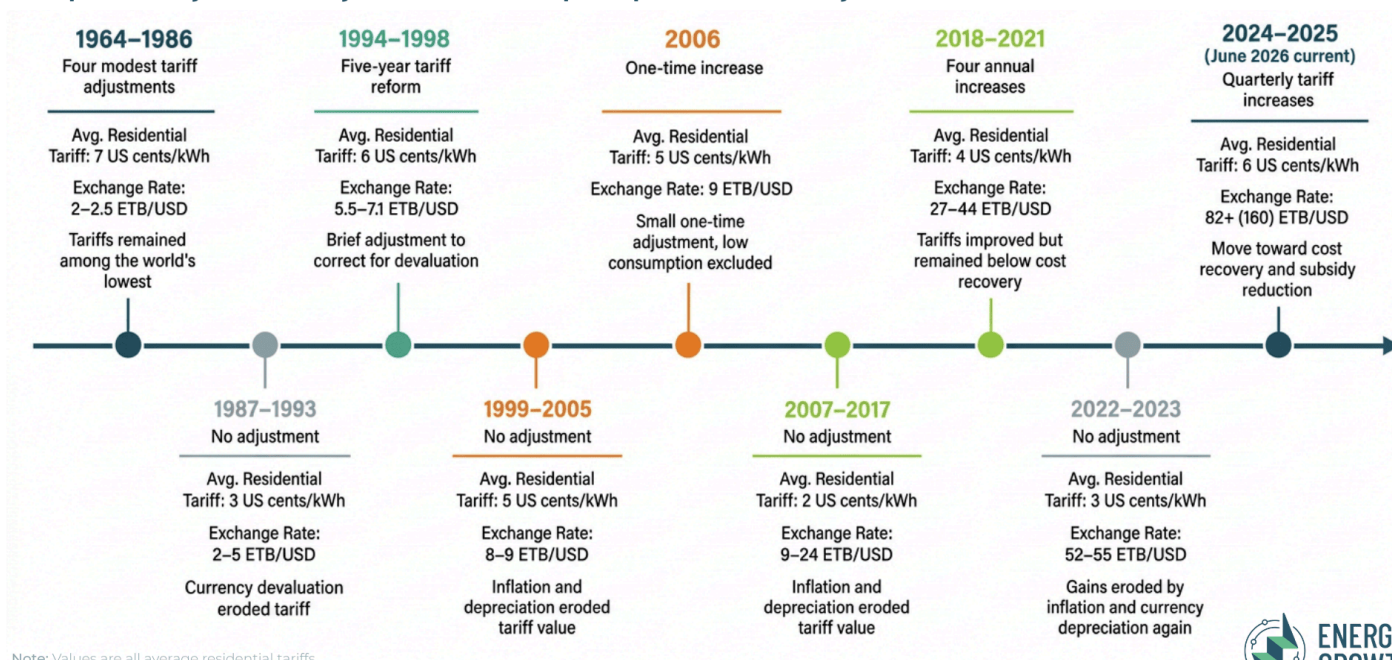 1964–1986
Four modest tariff
adjustments
Avg. Residential
Tariff: 7 US cents/kWh
Exchange Rate:
2–2.5 ETB/USD
Tariffs remained
among the world's
lowest
1987–1993
No adjustment
Avg. Residential
Tariff: 3 US cents/kWh
Exchange Rate:
2–5 ETB/USD
Currency devaluation
eroded tariff
1994–1998
Five-year tariff
reform
Avg. Residential
Tariff: 6 US cents/kWh
Exchange Rate:
5.5–7.1 ETB/USD
Brief adjustment to
correct for devaluation
1999–2005
No adjustment
Avg. Residential
Tariff: 5 US cents/kWh
Exchange Rate:
8–9 ETB/USD
Inflation and
depreciation eroded
tariff value
2006
One-time increase
Avg. Residential
Tariff: 5 US cents/kWh
Exchange Rate: 9 ETB/USD
Small one-time
adjustment, low
consumption excluded
2007–2017
No adjustment
Avg. Residential
Tariff: 2 US cents/kWh
Exchange Rate:
9–24 ETB/USD
Inflation and
depreciation eroded
tariff value
2018–2021
Four annual
increases
Avg. Residential
Tariff: 4 US cents/kWh
Exchange Rate:
27–44 ETB/USD
Tariffs improved but
remained below cost
recovery
2022–2023
No adjustment
Avg. Residential
Tariff: 3 US cents/kWh
Exchange Rate:
52–55 ETB/USD
Gains eroded by
inflation and currency
depreciation again
2024–2025
(June 2026 current)
Quarterly tariff
increases
Avg. Residential
Tariff: 6 US cents/kWh
Exchange Rate:
82+ (160) ETB/USD
Move toward cost
recovery and subsidy
reduction
Note: Values are all average residential tariffs
ENERG